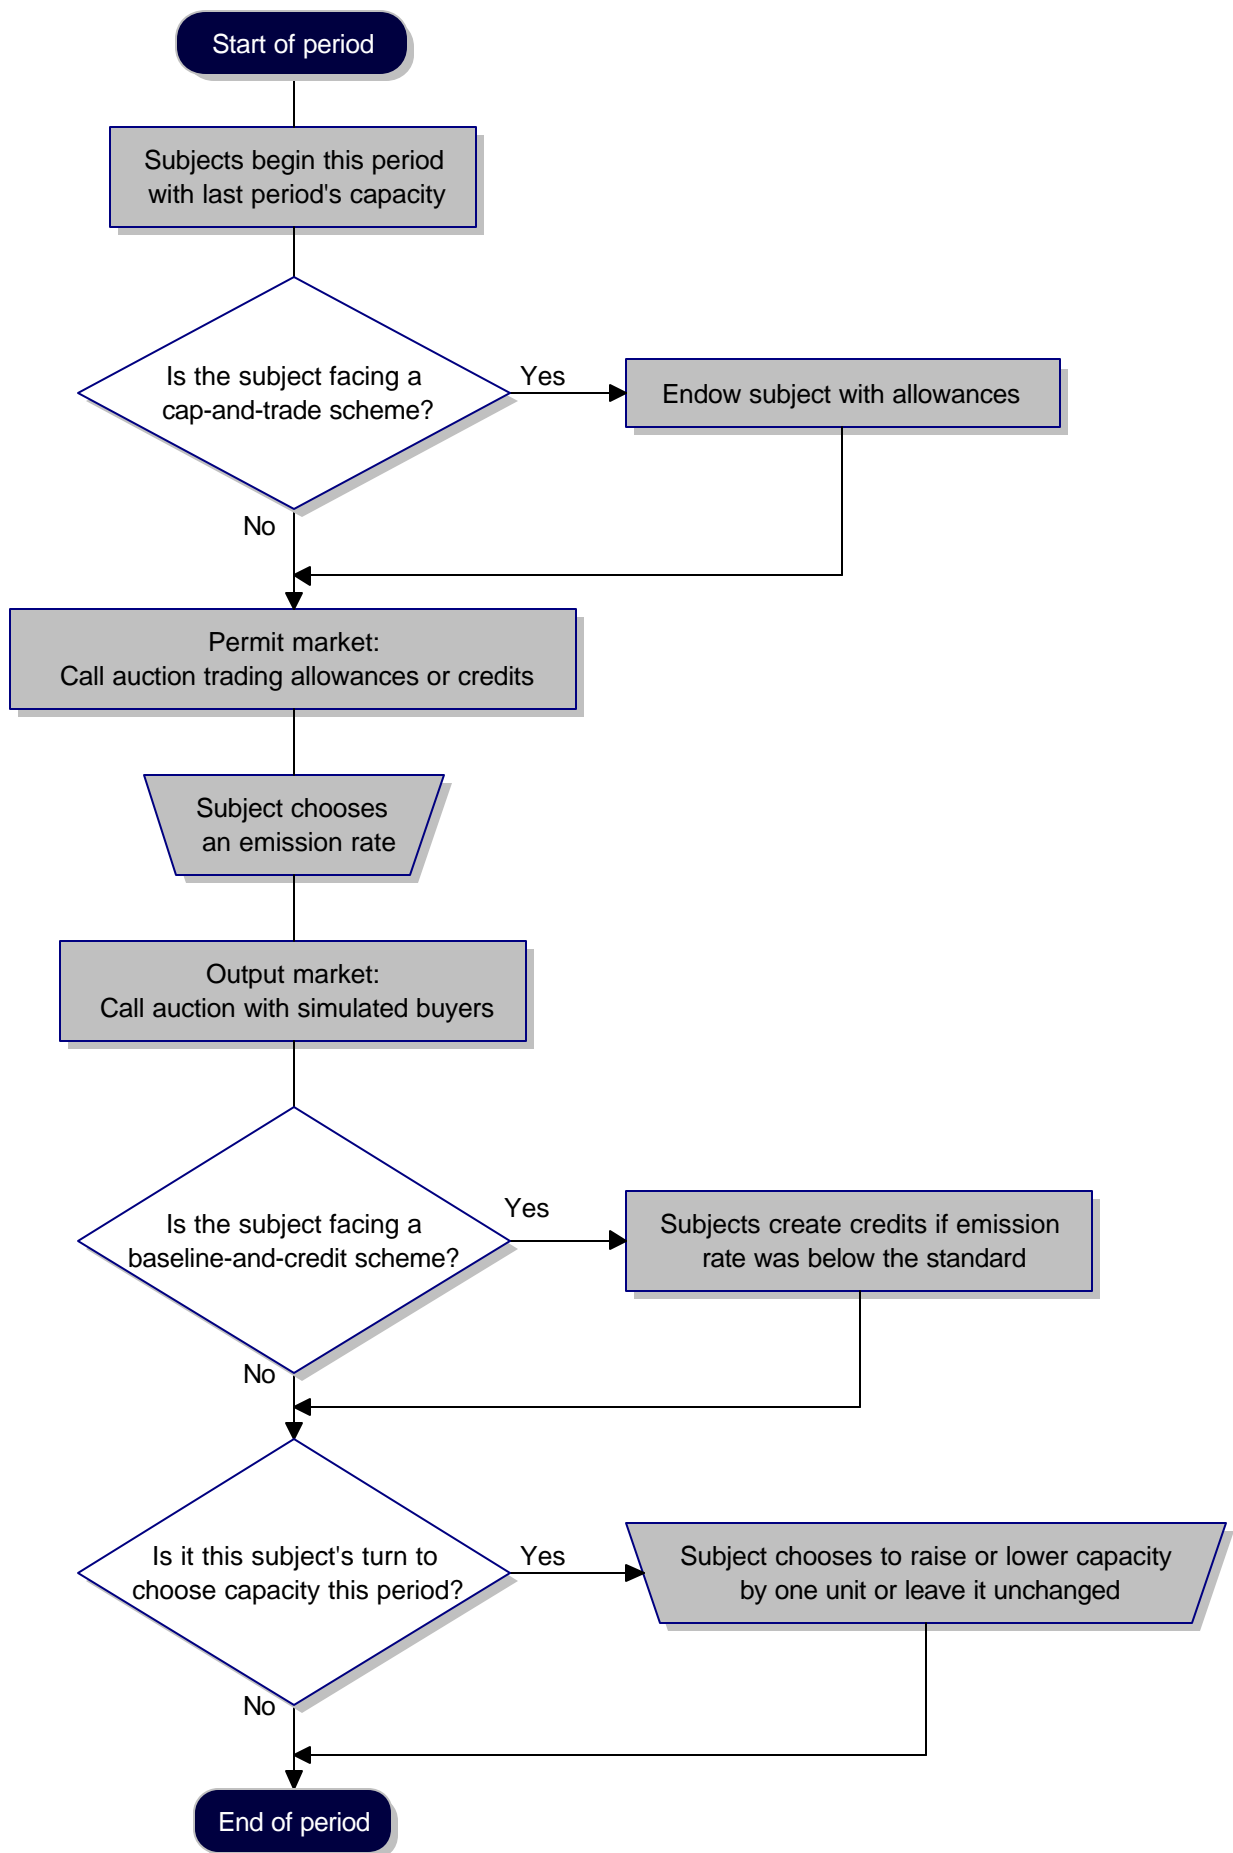 Start of period
Subjects begin this period
with last period's capacity
Is the subject facing a
cap-and-trade scheme?
Yes
Endow subject with allowances
No
Permit market:
Call auction trading allowances or credits
Subject chooses
an emission rate
Output market:
Call auction with simulated buyers
Is the subject facing a
baseline-and-credit scheme?
Yes
Subjects create credits if emission
rate was below the standard
No
Is it this subject's turn to
choose capacity this period?
Yes
Subject chooses to raise or lower capacity
by one unit or leave it unchanged
No
End of period